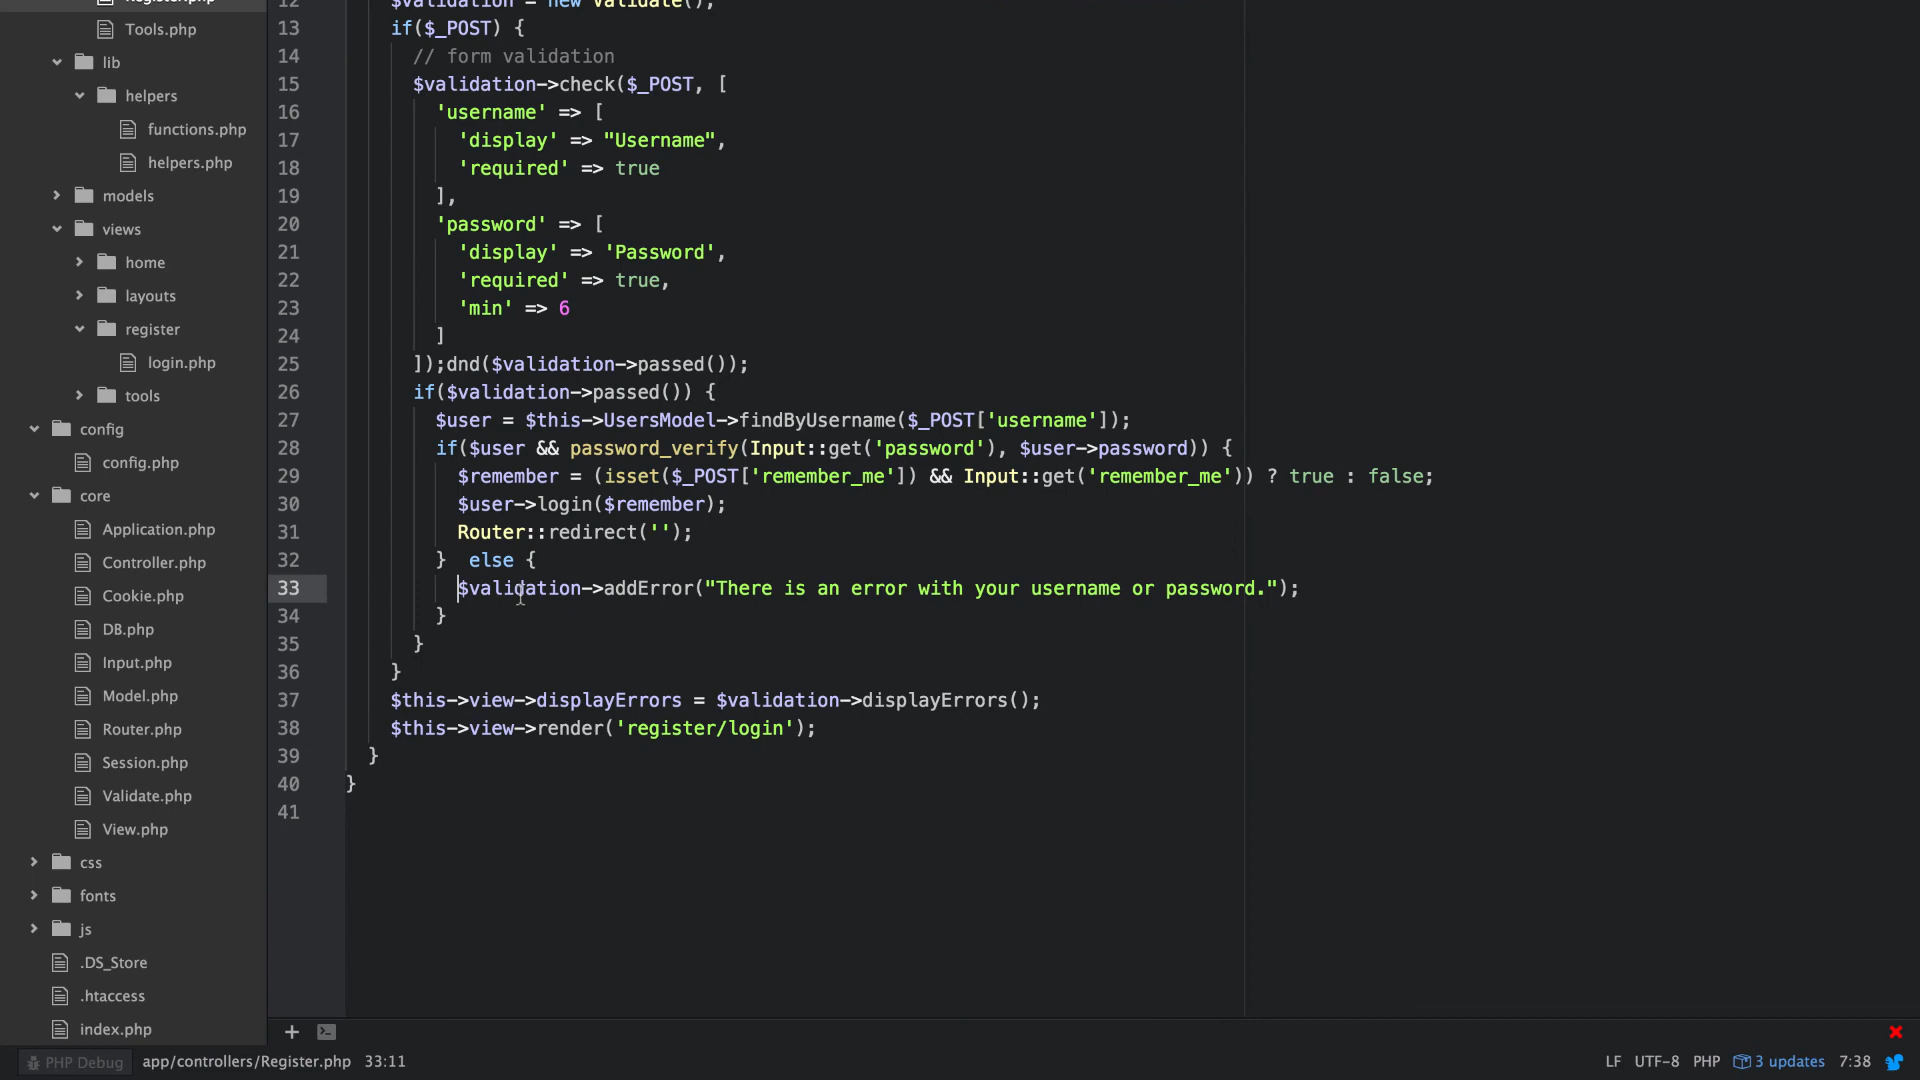 Register.php
Tools.php
lib
helpers
functions.php
helpers.php
models
views
home
layouts
register
login.php
tools
config
config.php
core
Application.php
Controller.php
Cookie.php
DB.php
Input.php
Model.php
Router.php
Session.php
Validate.php
View.php
css
fonts
js
.DS_Store
.htaccess
index.php
12 $validation = new Validate();
13 if($_POST) {
14 // form validation
15 $validation->check($_POST, [
16 'username' => [
17 'display' => "Username",
18 'required' => true
19 ],
20 'password' => [
21 'display' => 'Password',
22 'required' => true,
23 'min' => 6
24 ]
25 ]);dnd($validation->passed());
26 if($validation->passed()) {
27 $user = $this->UsersModel->findByUsername($_POST['username']);
28 if($user && password_verify(Input::get('password'), $user->password)) {
29 $remember = (isset($_POST['remember_me']) && Input::get('remember_me')) ? true : false;
30 $user->login($remember);
31 Router::redirect('');
32 }  else {
33 $validation->addError("There is an error with your username or password.");
34 }
35 }
36 }
37 $this->view->displayErrors = $validation->displayErrors();
38 $this->view->render('register/login');
39 }
40 }
41
PHP Debug app/controllers/Register.php 33:11 LF UTF-8 PHP 3 updates 7:38